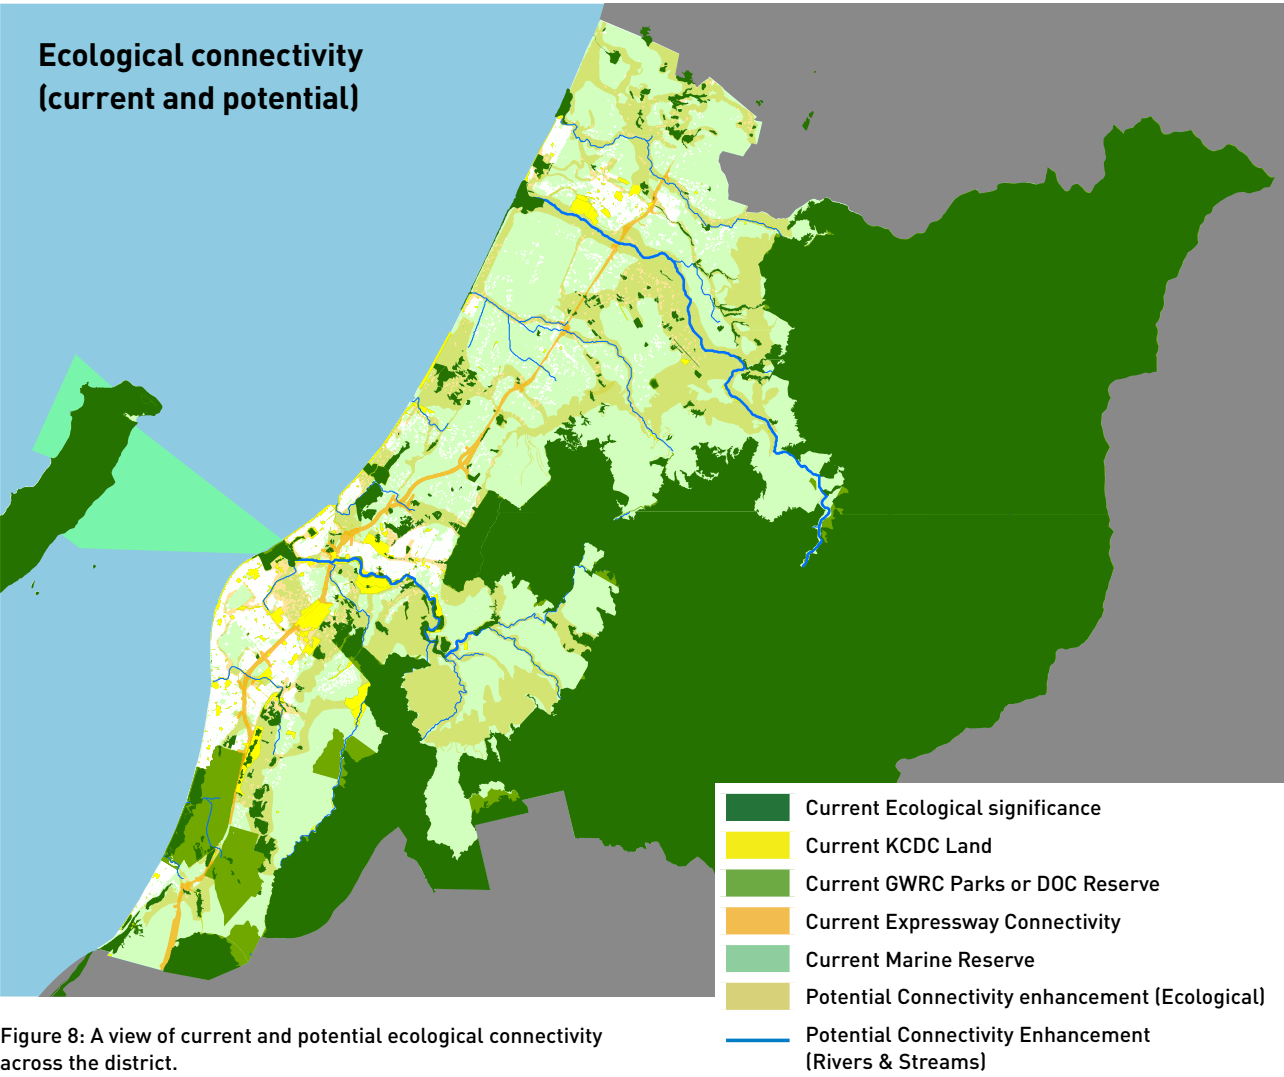 Ecological connectivity
(current and potential)
Current Ecological significance
Current KCDC Land
Current GWRC Parks or DOC Reserve
Current Expressway Connectivity
Current Marine Reserve
Potential Connectivity enhancement (Ecological)
Potential Connectivity Enhancement
(Rivers & Streams)
Figure 8: A view of current and potential ecological connectivity
across the district.